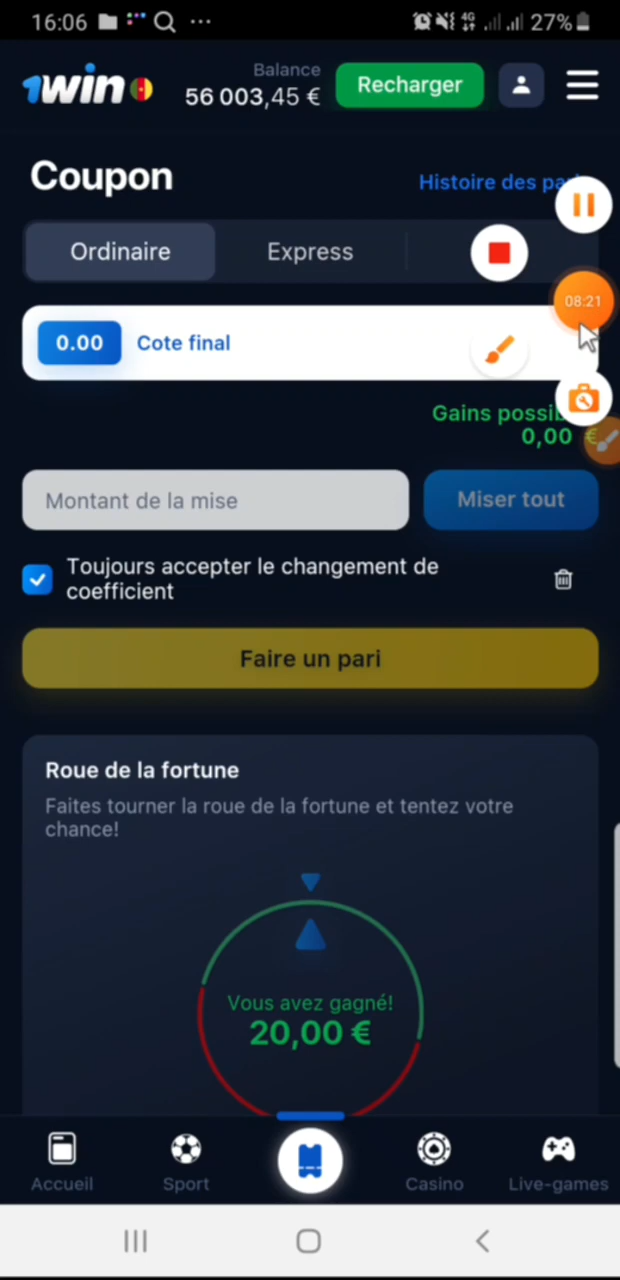 16:06
4G
27%
1win
Balance
56 003,45 €
Recharger
Coupon
Histoire des
Ordinaire
Express
08:21
0.00
Cote final
Gains
0,00 €
Montant de la mise
Miser tout
Toujours accepter le changement de
coefficient
Faire un pari
Roue de la fortune
Faites tourner la roue de la fortune et tentez votre
chance!
Vous avez gagné!
20,00 €
Accueil
Sport
Casino
Live-games